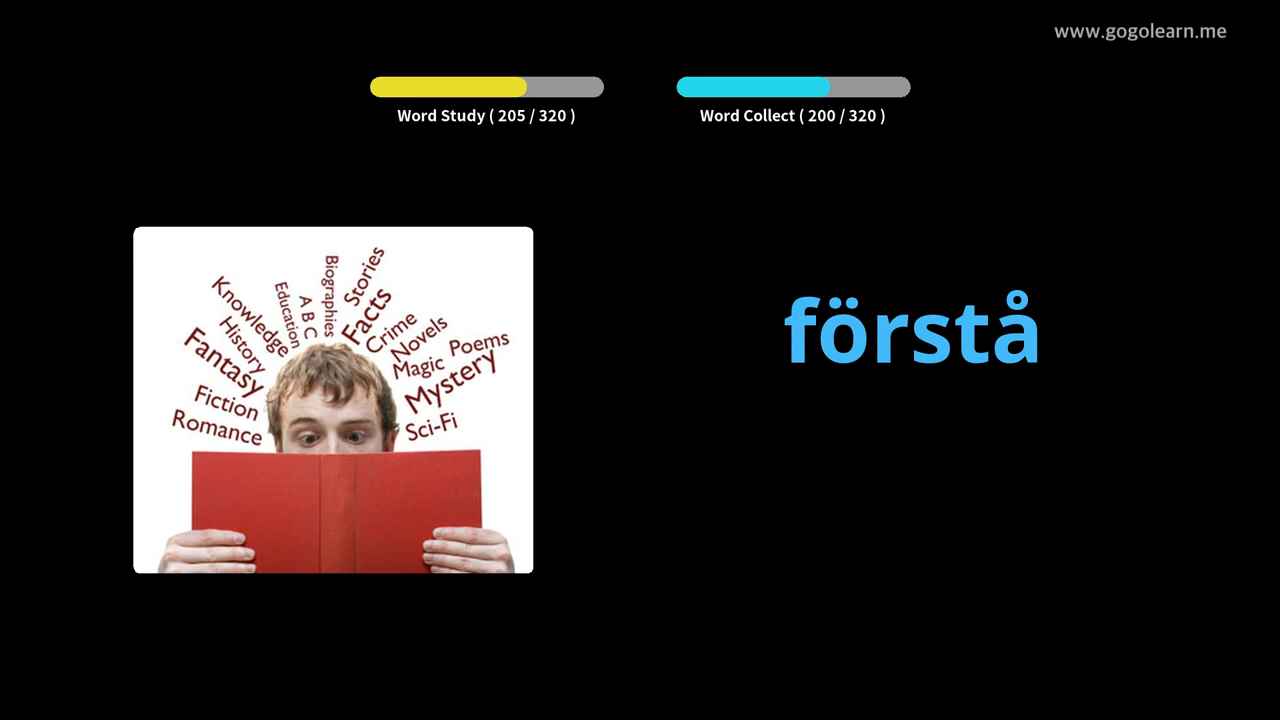 www.gogolearn.me
Word Study ( 205 / 320 )
Word Collect ( 200 / 320 )
förstå
Stories
Biographies
Facts
A B C
Education
Knowledge
Crime
History
Novels
Poems
Fantasy
Magic
Mystery
Fiction
Romance
Sci-Fi